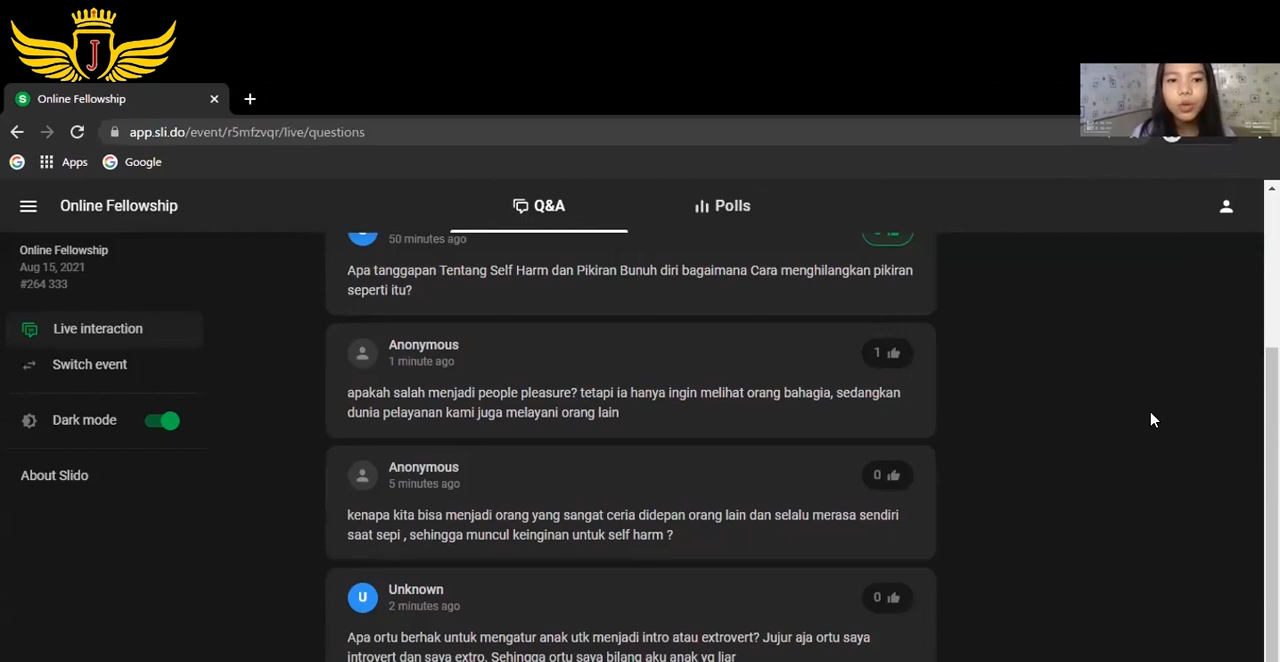 J
Online Fellowship
app.sli.do/event/r5mfzvqr/live/questions
Apps
Google
Online Fellowship
Q&A
Polls
Online Fellowship
Aug 15, 2021
#264 333
Live interaction
Switch event
Dark mode
About Slido
50 minutes ago
Apa tanggapan Tentang Self Harm dan Pikiran Bunuh diri bagaimana Cara menghilangkan pikiran
seperti itu?
Anonymous
1 minute ago
1
apakah salah menjadi people pleasure? tetapi ia hanya ingin melihat orang bahagia, sedangkan
dunia pelayanan kami juga melayani orang lain
Anonymous
5 minutes ago
0
kenapa kita bisa menjadi orang yang sangat ceria didepan orang lain dan selalu merasa sendiri
saat sepi , sehingga muncul keinginan untuk self harm ?
U
Unknown
2 minutes ago
0
Apa ortu berhak untuk mengatur anak utk menjadi intro atau extrovert? Jujur aja ortu saya
introvert dan saya extro. Sehingga ortu saya bilang aku anak yg liar